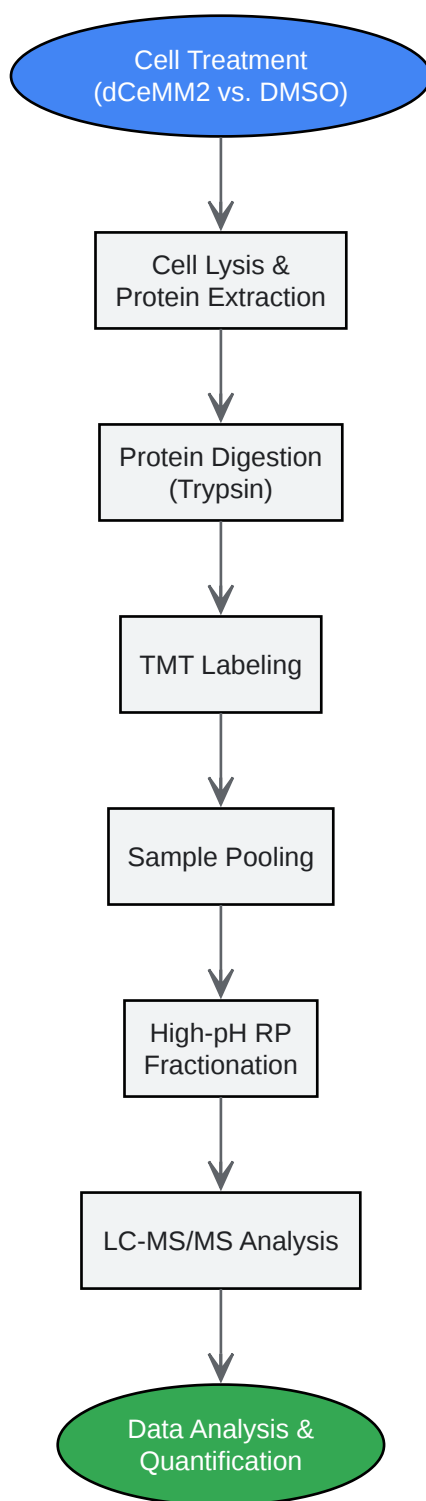 Cell Treatment
(dCeMM2 vs. DMSO)
Cell Lysis &
Protein Extraction
Protein Digestion
(Trypsin)
TMT Labeling
Sample Pooling
High-pH RP
Fractionation
LC-MS/MS Analysis
Data Analysis &
Quantification